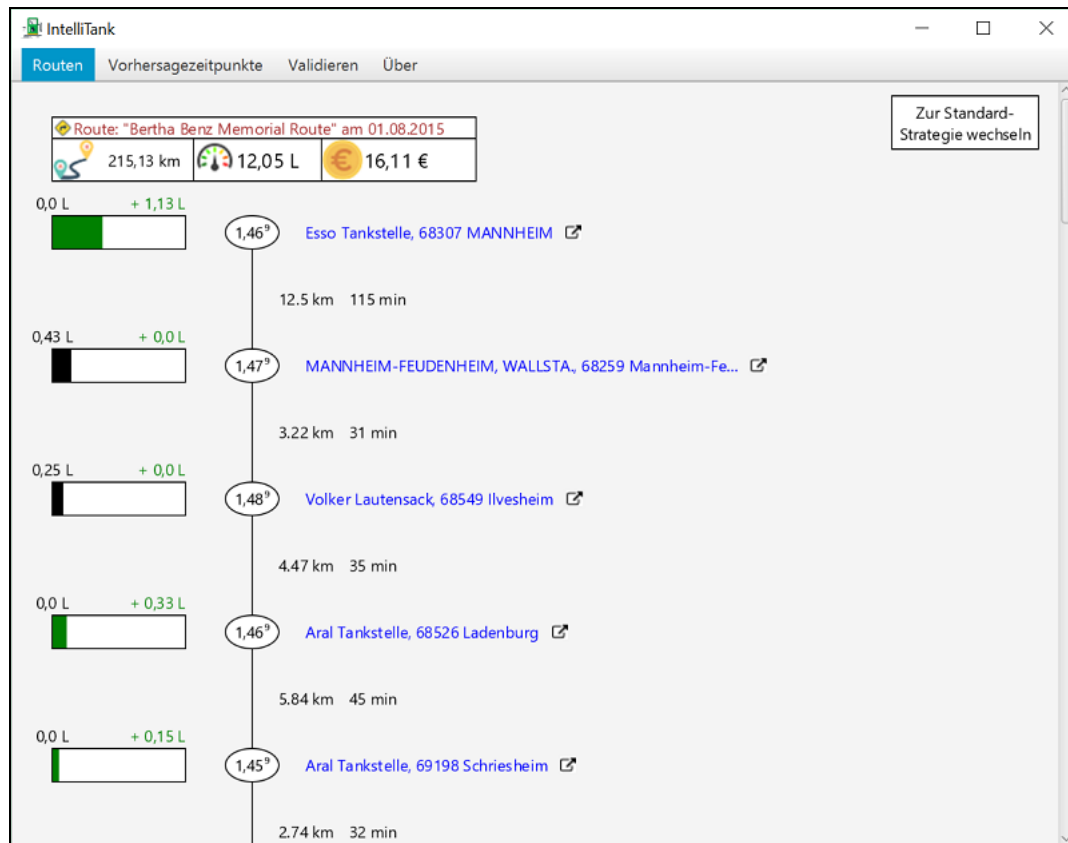 IntelliTank
Routen Vorhersagezeitpunkte Validieren Über
Zur Standard-
Strategie wechseln
Route: "Bertha Benz Memorial Route" am 01.08.2015
215,13 km 12,05 L € 16,11 €
0,0 L + 1,13 L
1,46⁹ Esso Tankstelle, 68307 MANNHEIM
12.5 km 115 min
0,43 L + 0,0 L
1,47⁹ MANNHEIM-FEUDENHEIM, WALLSTA., 68259 Mannheim-Fe...
3.22 km 31 min
0,25 L + 0,0 L
1,48⁹ Volker Lautensack, 68549 Ilvesheim
4.47 km 35 min
0,0 L + 0,33 L
1,46⁹ Aral Tankstelle, 68526 Ladenburg
5.84 km 45 min
0,0 L + 0,15 L
1,45⁹ Aral Tankstelle, 69198 Schriesheim
2.74 km 32 min